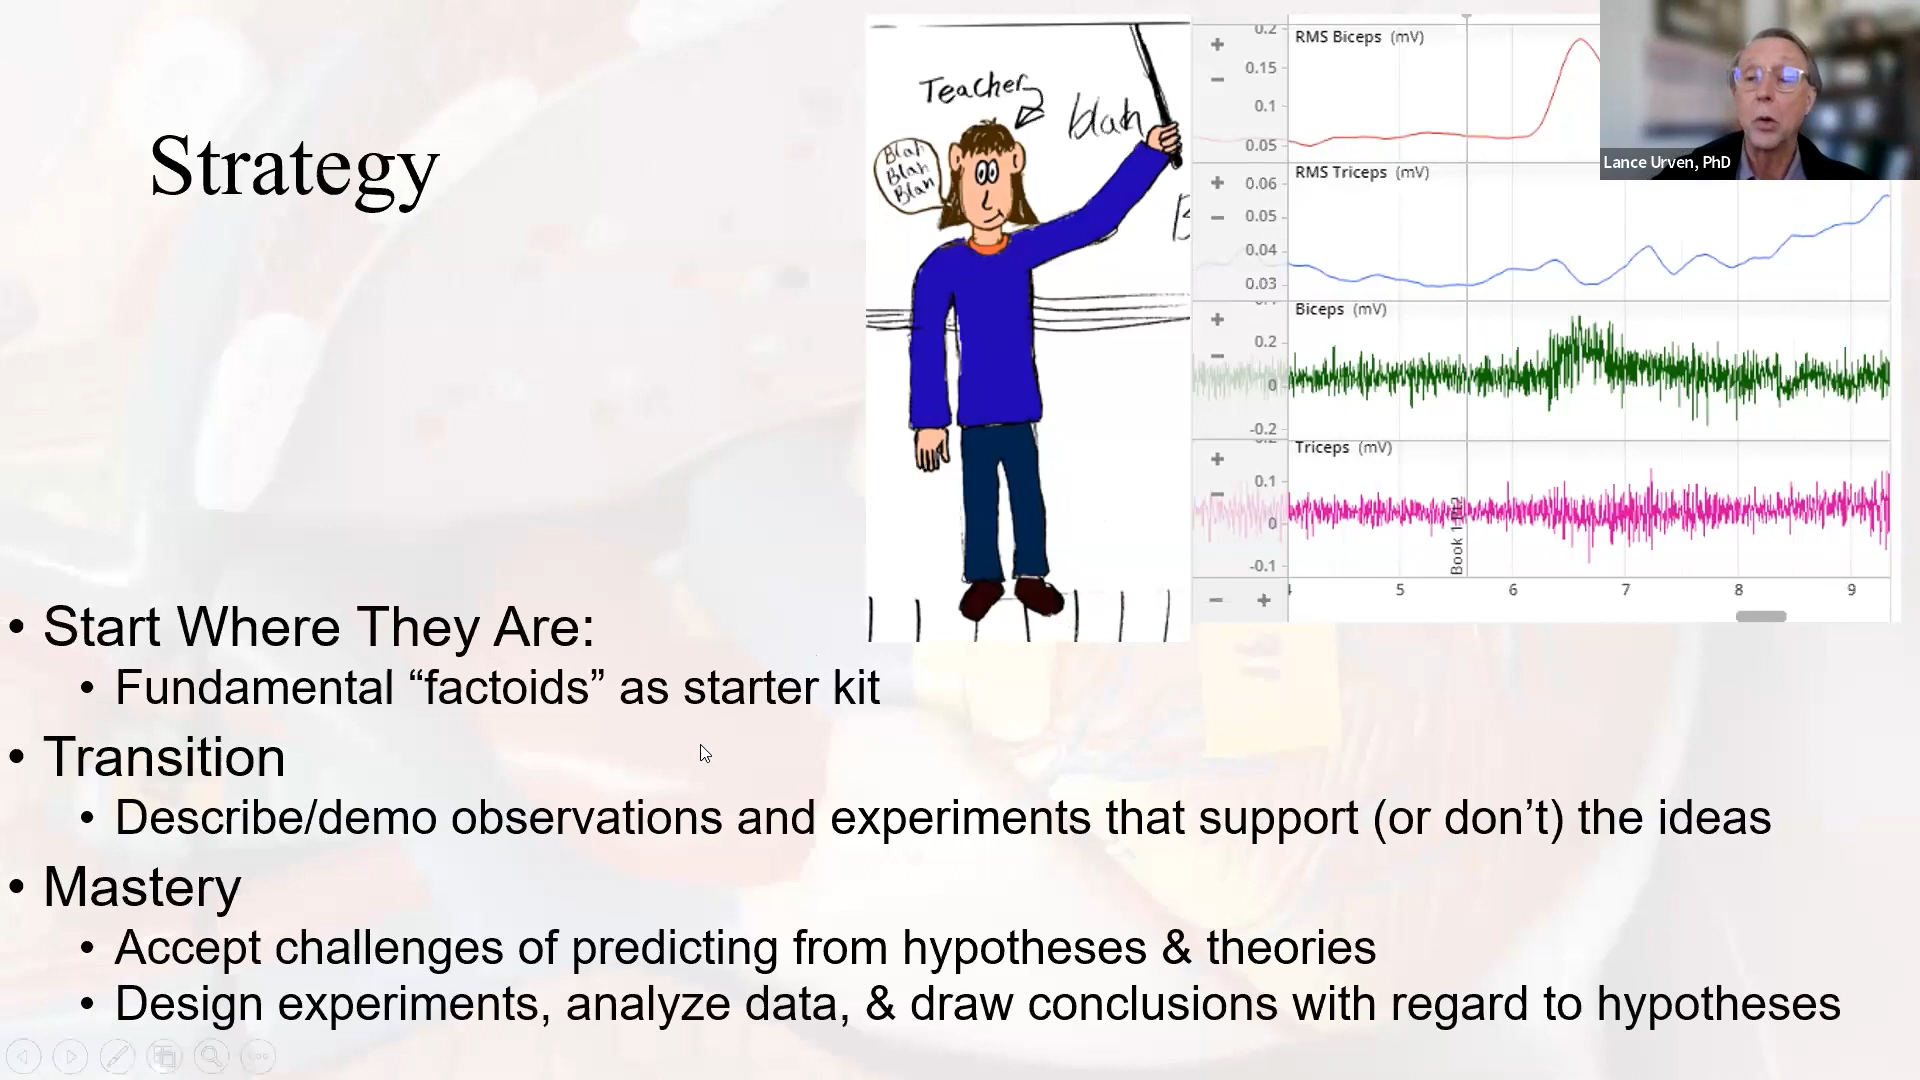 Strategy
Teacher
blah
Blah
Blah
Blah
B
0.2
RMS Biceps (mV)
0.15
0.1
0.05
Lance Urven, PhD
RMS Triceps (mV)
0.06
0.05
0.04
0.03
Biceps (mV)
0.2
0
-0.2
Triceps (mV)
0.1
0
-0.1
Book 1
5
6
7
8
9
• Start Where They Are:
• Fundamental “factoids” as starter kit
• Transition
• Describe/demo observations and experiments that support (or don’t) the ideas
• Mastery
• Accept challenges of predicting from hypotheses & theories
• Design experiments, analyze data, & draw conclusions with regard to hypotheses